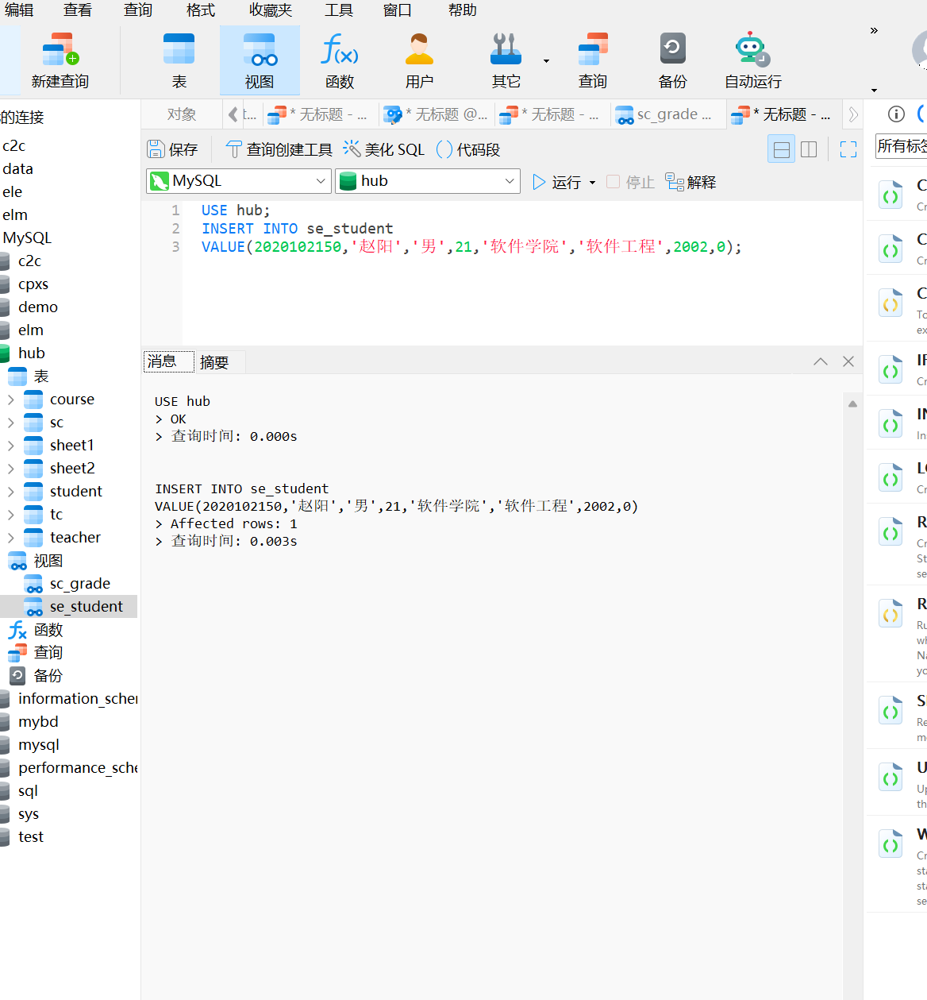 编辑 查看 查询 格式 收藏夹 工具 窗口 帮助
新建查询 表 视图 函数 用户 其它 查询 备份 自动运行
的连接
c2c
data
ele
elm
MySQL
c2c
cpxs
demo
elm
hub
表
course
sc
sheet1
sheet2
student
tc
teacher
视图
sc_grade
se_student
函数
查询
备份
information_scher
mybd
mysql
performance_sche
sql
sys
test
对象 t... * 无标题 - ... * 无标题 @... * 无标题 - ... sc_grade ... * 无标题 - ...
保存 查询创建工具 美化 SQL 代码段
MySQL hub 运行 停止 解释
1 USE hub;
2 INSERT INTO se_student
3 VALUE(2020102150,'赵阳','男',21,'软件学院','软件工程',2002,0);
消息 摘要
USE hub
> OK
> 查询时间: 0.000s
INSERT INTO se_student
VALUE(2020102150,'赵阳','男',21,'软件学院','软件工程',2002,0)
> Affected rows: 1
> 查询时间: 0.003s
所有标签
C
Cr
C
Cr
C
To
ex
IF
Cr
IN
In
LO
Cr
R
Cr
St
se
R
Ru
wh
Na
yo
S
Re
mo
U
Up
th
W
Cr
sta
sta
se